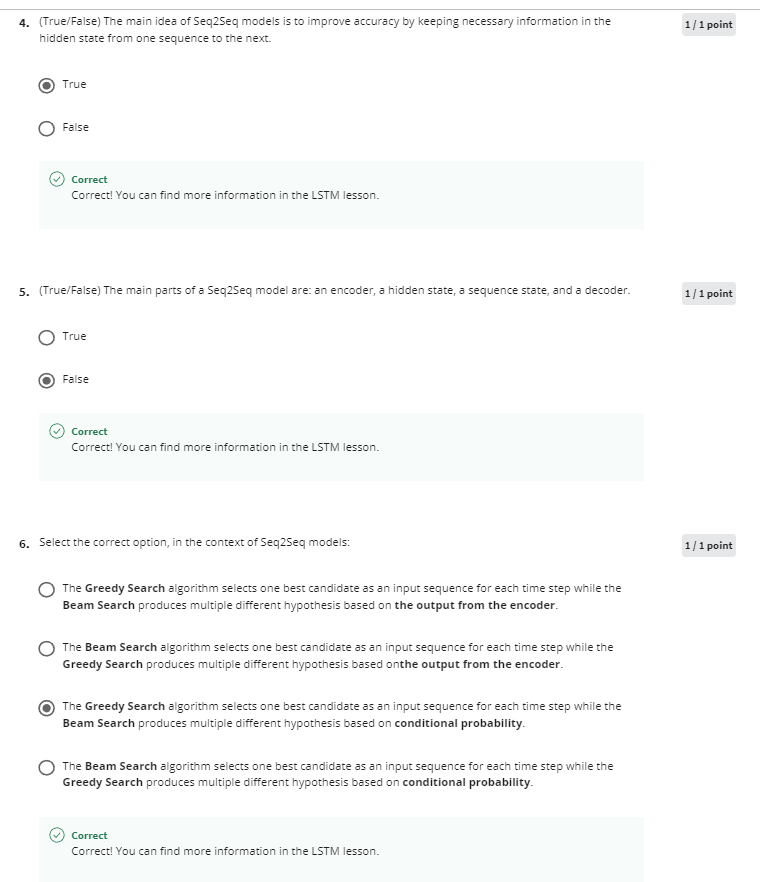 4. (True/False) The main idea of Seq2Seq models is to improve accuracy by keeping necessary information in the
1 / 1 point
hidden state from one sequence to the next.
True
False
Correct
Correct! You can find more information in the LSTM lesson.
5. (True/False) The main parts of a Seq2Seq model are: an encoder, a hidden state, a sequence state, and a decoder.
1 / 1 point
True
False
Correct
Correct! You can find more information in the LSTM lesson.
6. Select the correct option, in the context of Seq2Seq models:
1 / 1 point
The Greedy Search algorithm selects one best candidate as an input sequence for each time step while the
Beam Search produces multiple different hypothesis based on the output from the encoder.
The Beam Search algorithm selects one best candidate as an input sequence for each time step while the
Greedy Search produces multiple different hypothesis based onthe output from the encoder.
The Greedy Search algorithm selects one best candidate as an input sequence for each time step while the
Beam Search produces multiple different hypothesis based on conditional probability.
The Beam Search algorithm selects one best candidate as an input sequence for each time step while the
Greedy Search produces multiple different hypothesis based on conditional probability.
Correct
Correct! You can find more information in the LSTM lesson.